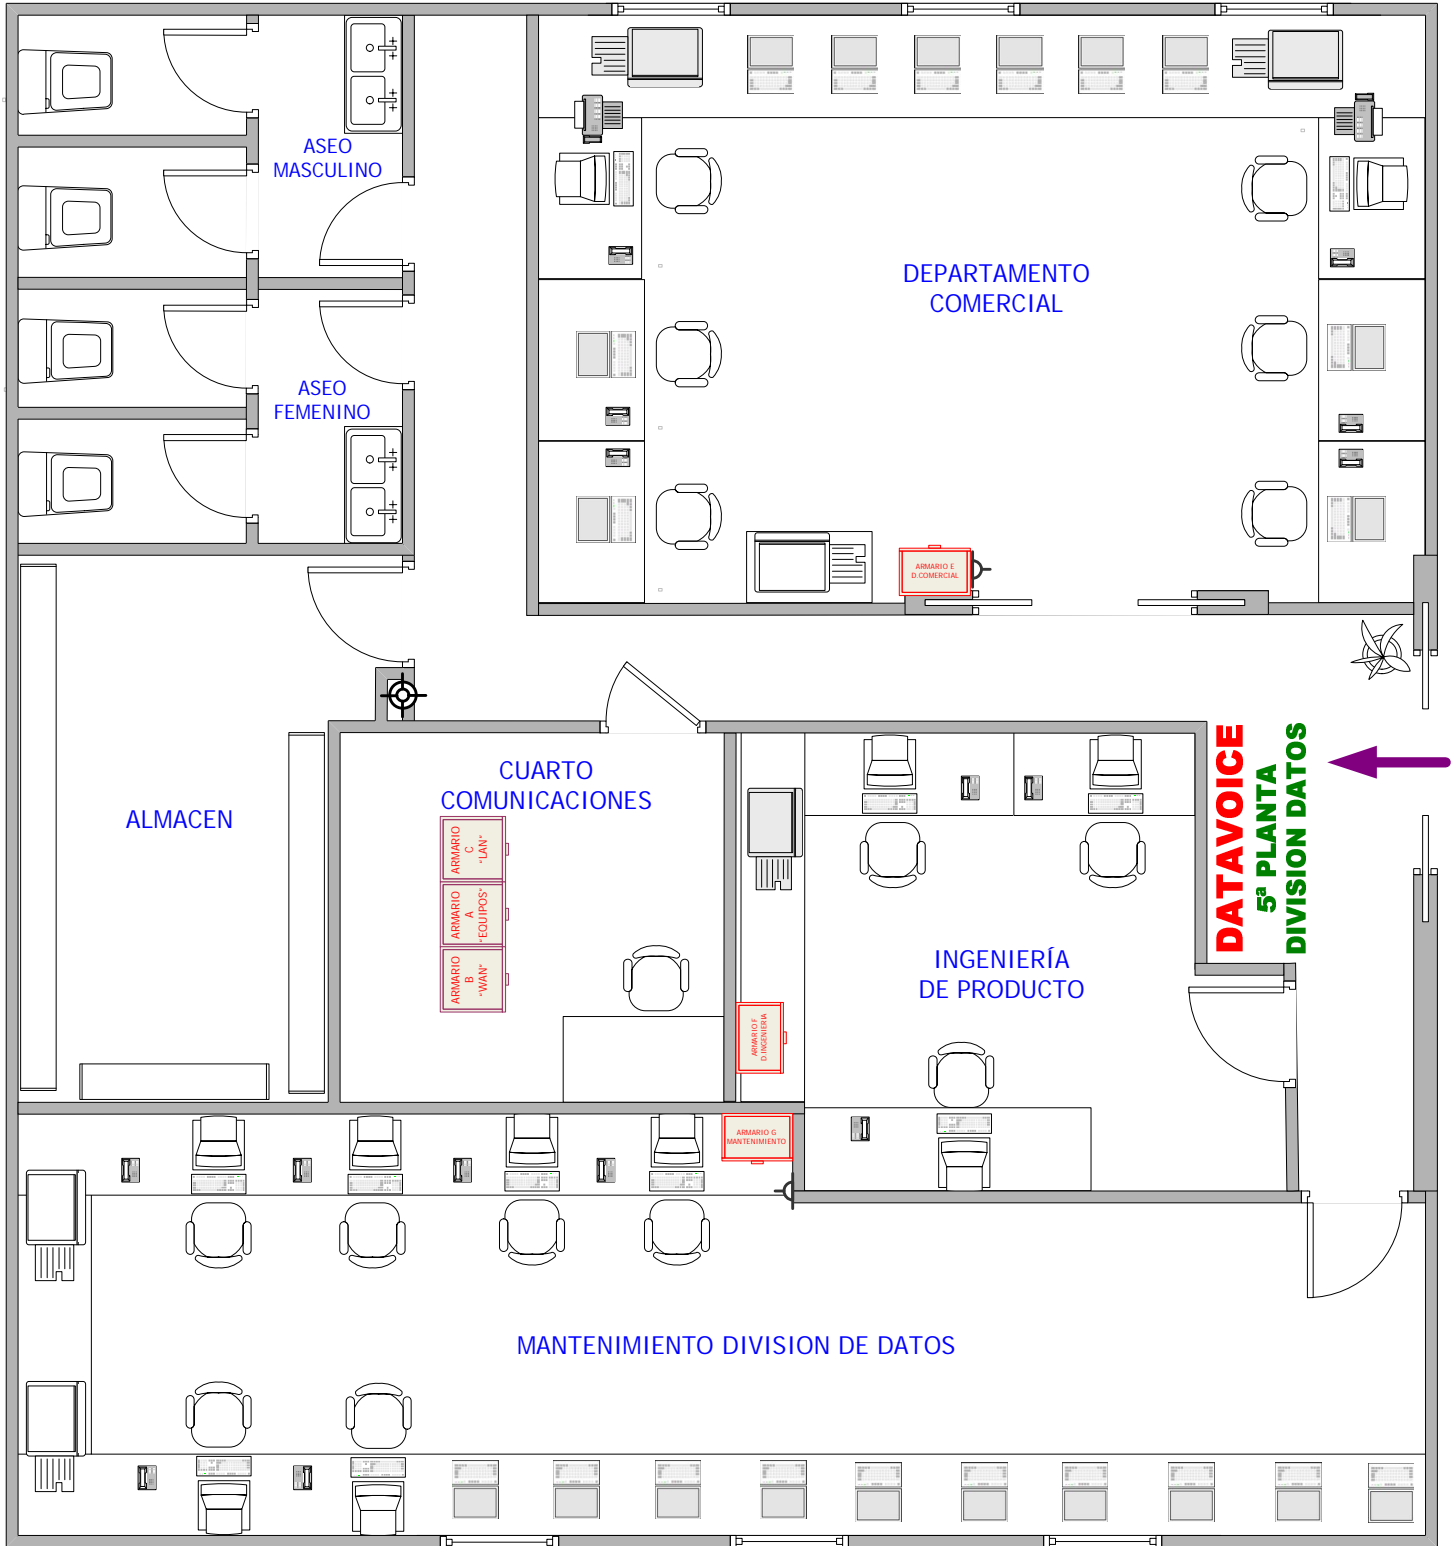 ASEO
MASCULINO
DEPARTAMENTO
COMERCIAL
ASEO
FEMENINO
ARMARIO E
D.COMERCIAL
CUARTO
COMUNICACIONES
ALMACEN
ARMARIO
C
"LAN"
ARMARIO
A
"EQUIPOS"
ARMARIO
B
"WAN"
DATAVOICE
5ª PLANTA
DIVISION DATOS
INGENIERÍA
DE PRODUCTO
ARMARIO F
D.INGENIERIA
ARMARIO G
MANTENIMIENTO
MANTENIMIENTO DIVISION DE DATOS